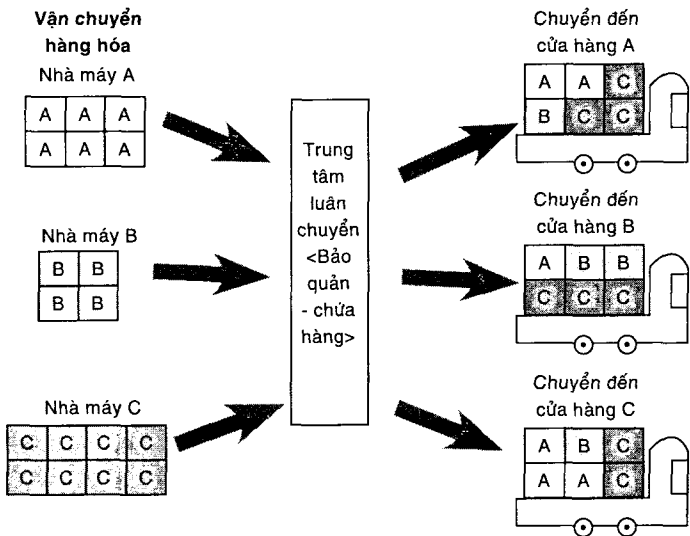 Vận chuyển
hàng hóa
Nhà máy A
A A A
A A A
Nhà máy B
B B
B B
Nhà máy C
C C C C
C C C C
Trung
tâm
luân
chuyển
<Bảo
quản
- chứa
hàng>
Chuyển đến
cửa hàng A
A A C
B C C
Chuyển đến
cửa hàng B
A B B
C C C
Chuyển đến
cửa hàng C
A B C
A A C